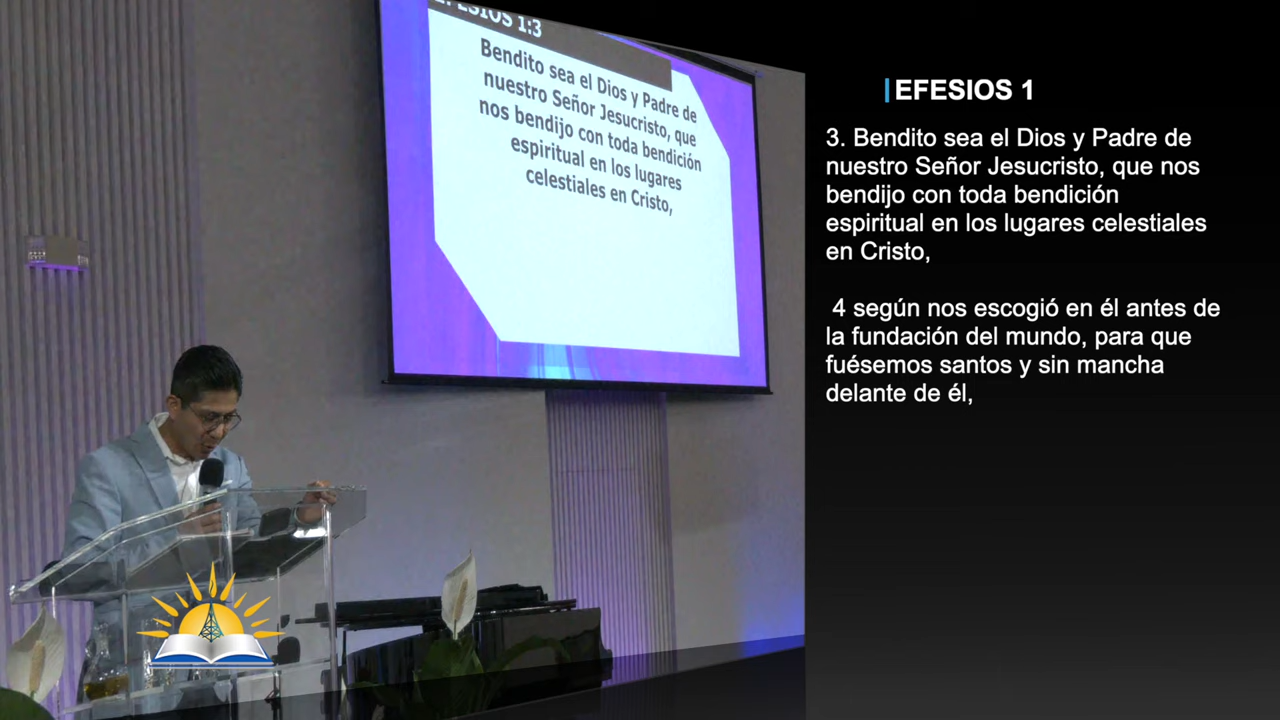 ESIOS 1:3
Bendito sea el Dios y Padre de
nuestro Señor Jesucristo, que
nos bendijo con toda bendición
espiritual en los lugares
celestiales en Cristo,
EFESIOS 1
3. Bendito sea el Dios y Padre de
nuestro Señor Jesucristo, que nos
bendijo con toda bendición
espiritual en los lugares celestiales
en Cristo,
4 según nos escogió en él antes de
la fundación del mundo, para que
fuésemos santos y sin mancha
delante de él,